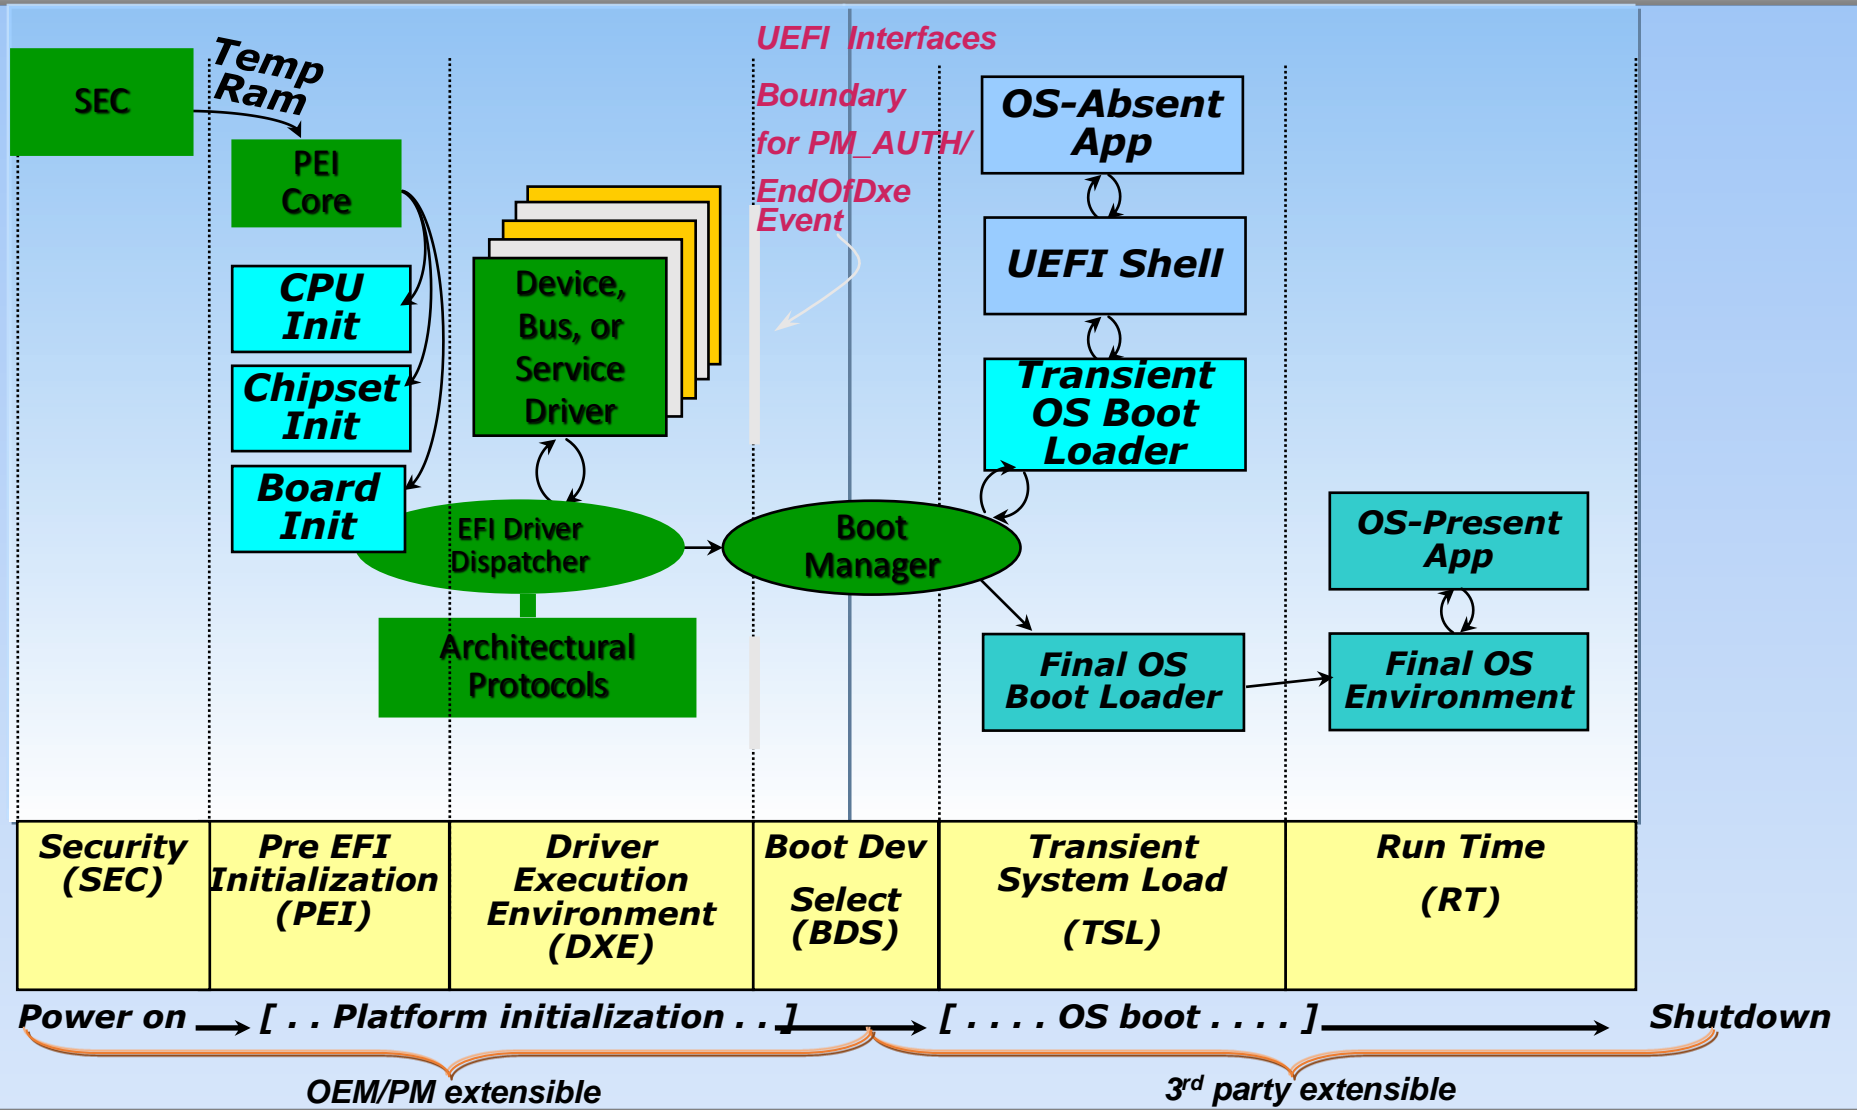 SEC
Temp
Ram
PEI
Core
CPU
Init
Chipset
Init
Board
Init
Device,
Bus, or
Service
Driver
EFI Driver
Dispatcher
Architectural
Protocols
UEFI Interfaces
Boundary
for PM_AUTH/
EndOfDxe
Event
Boot
Manager
OS-Absent
App
UEFI Shell
Transient
OS Boot
Loader
Final OS
Boot Loader
OS-Present
App
Final OS
Environment
Security
(SEC)
Pre EFI
Initialization
(PEI)
Driver
Execution
Environment
(DXE)
Boot Dev
Select
(BDS)
Transient
System Load
(TSL)
Run Time
(RT)
Power on [ . . Platform initialization . . ] [ . . . . OS boot . . . . ] Shutdown
OEM/PM extensible
3rd party extensible